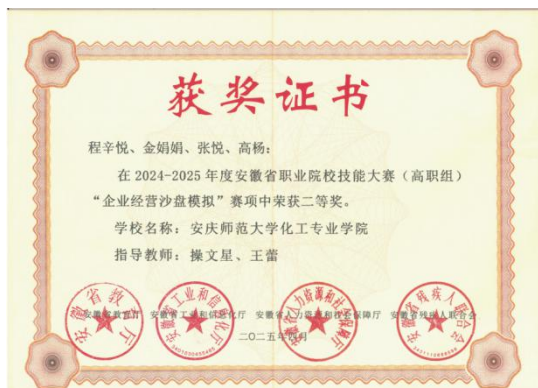 获奖证书
程辛悦、金娟娟、张悦、高杨：
在2024-2025年度安徽省职业院校技能大赛（高职组）
“企业经营沙盘模拟”赛项中荣获二等奖。
学校名称：安庆师范大学化工专业学院
指导教师：操文星、王蕾
安徽省教育厅 安徽省工业和信息化厅 安徽省人力资源和社会保障厅 安徽省残疾人联合会
二〇二五年四月